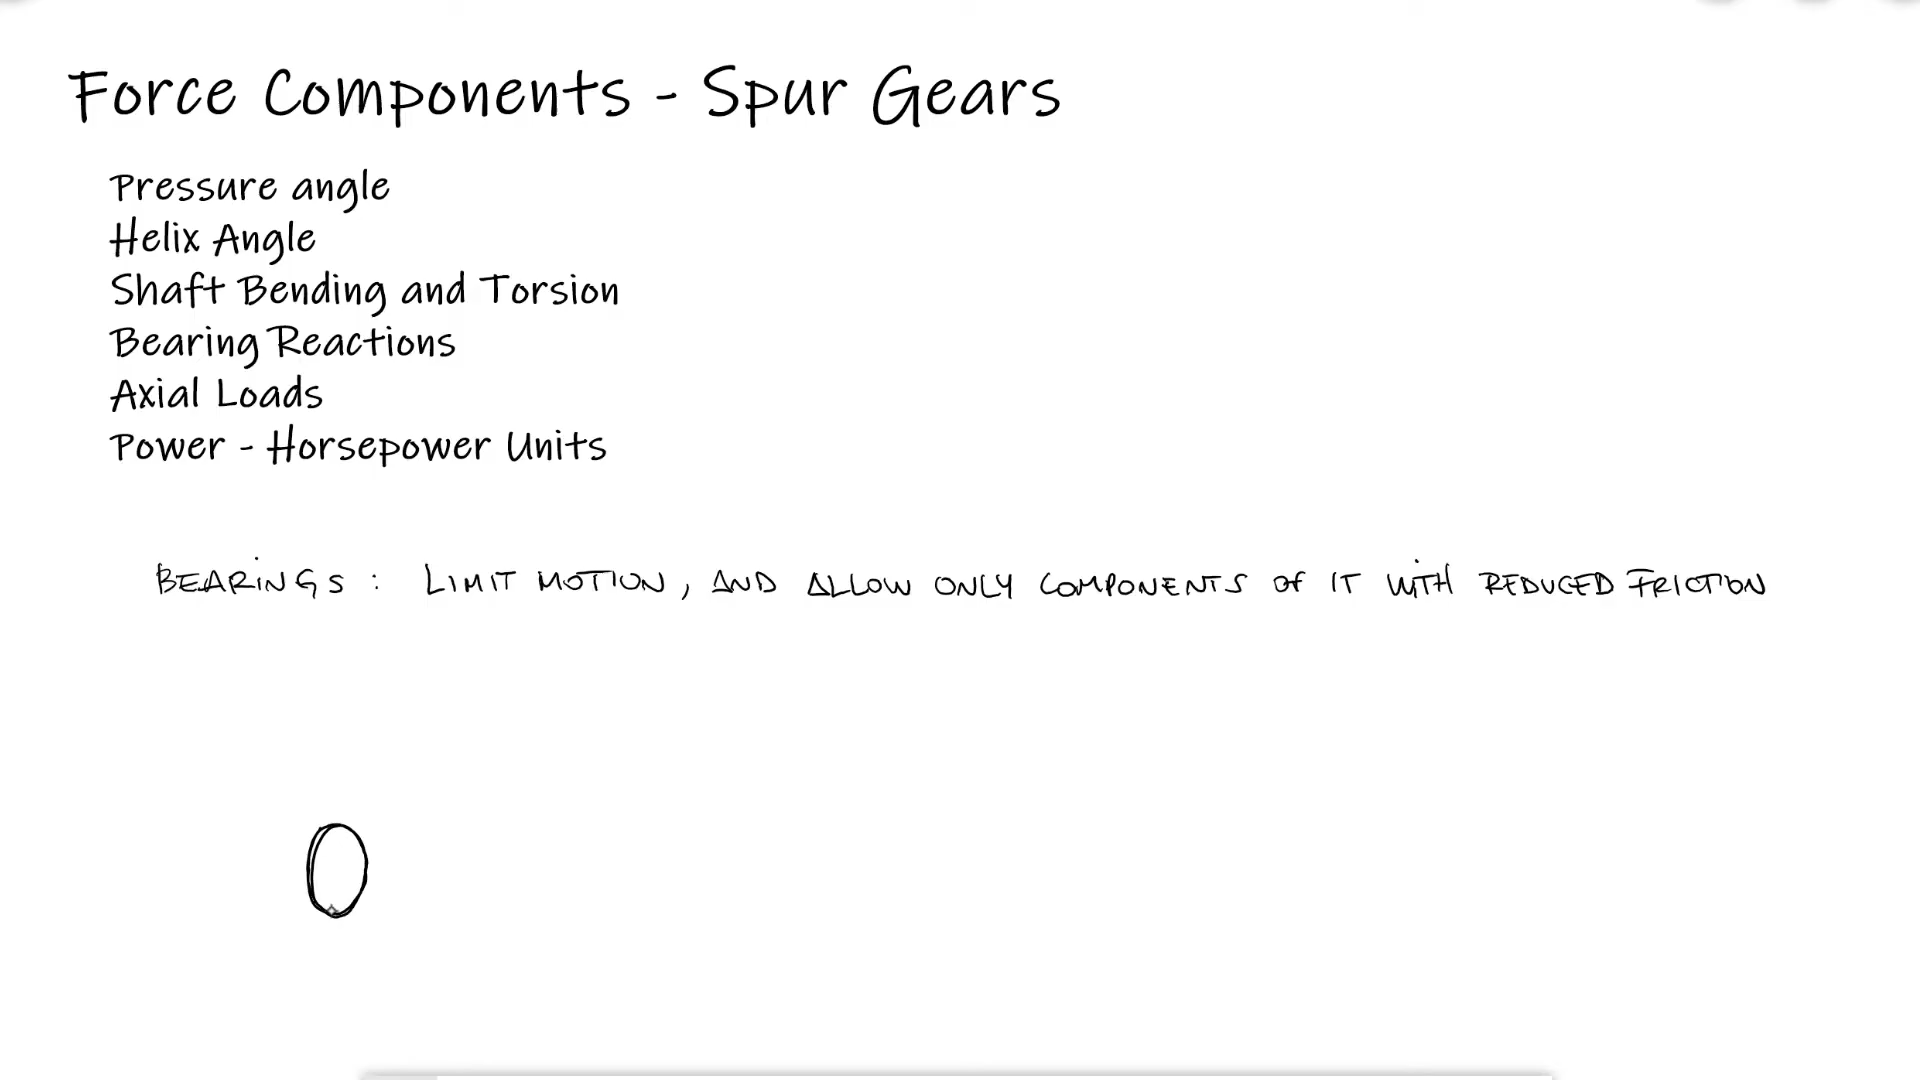 Force Components - Spur Gears
Pressure angle
Helix Angle
Shaft Bending and Torsion
Bearing Reactions
Axial Loads
Power - Horsepower Units
BEARINGS : LIMIT MOTION, AND ALLOW ONLY COMPONENTS OF IT WITH REDUCED FRICTION